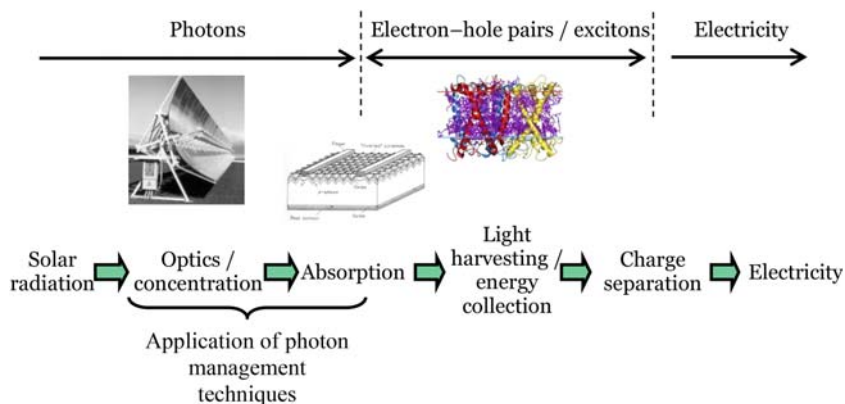 Photons
Electron–hole pairs / excitons
Electricity
Solar
radiation
Optics /
concentration
Absorption
Light
harvesting /
energy
collection
Charge
separation
Electricity
Application of photon
management
techniques